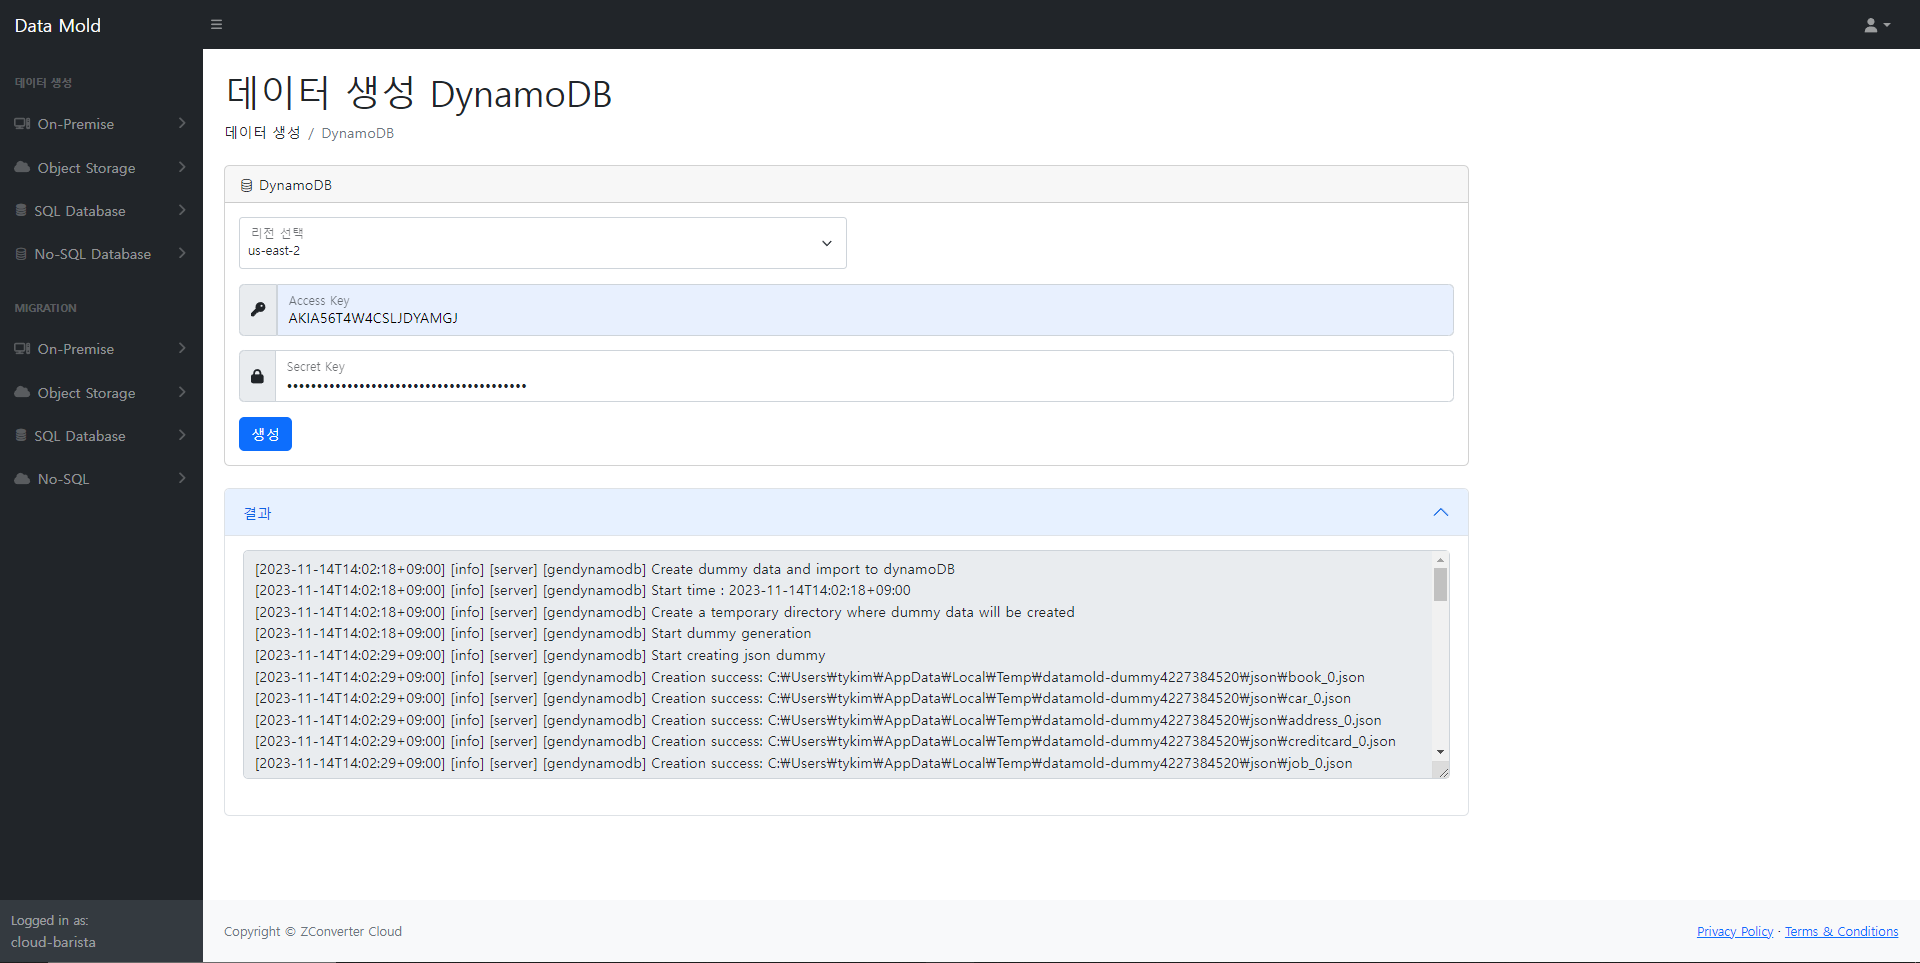 Data Mold
데이터 생성
On-Premise
Object Storage
SQL Database
No-SQL Database
MIGRATION
On-Premise
Object Storage
SQL Database
No-SQL
Logged in as:
cloud-barista
데이터 생성 DynamoDB
데이터 생성 / DynamoDB
DynamoDB
리전 선택
us-east-2
Access Key
AKIA56T4W4CSLJDYAMGJ
Secret Key
••••••••••••••••••••••••••••••••••••••••
생성
결과
[2023-11-14T14:02:18+09:00] [info] [server] [gendynamodb] Create dummy data and import to dynamoDB
[2023-11-14T14:02:18+09:00] [info] [server] [gendynamodb] Start time : 2023-11-14T14:02:18+09:00
[2023-11-14T14:02:18+09:00] [info] [server] [gendynamodb] Create a temporary directory where dummy data will be created
[2023-11-14T14:02:18+09:00] [info] [server] [gendynamodb] Start dummy generation
[2023-11-14T14:02:29+09:00] [info] [server] [gendynamodb] Start creating json dummy
[2023-11-14T14:02:29+09:00] [info] [server] [gendynamodb] Creation success: C:₩Users₩tykim₩AppData₩Local₩Temp₩datamold-dummy4227384520₩json₩book_0.json
[2023-11-14T14:02:29+09:00] [info] [server] [gendynamodb] Creation success: C:₩Users₩tykim₩AppData₩Local₩Temp₩datamold-dummy4227384520₩json₩car_0.json
[2023-11-14T14:02:29+09:00] [info] [server] [gendynamodb] Creation success: C:₩Users₩tykim₩AppData₩Local₩Temp₩datamold-dummy4227384520₩json₩address_0.json
[2023-11-14T14:02:29+09:00] [info] [server] [gendynamodb] Creation success: C:₩Users₩tykim₩AppData₩Local₩Temp₩datamold-dummy4227384520₩json₩creditcard_0.json
[2023-11-14T14:02:29+09:00] [info] [server] [gendynamodb] Creation success: C:₩Users₩tykim₩AppData₩Local₩Temp₩datamold-dummy4227384520₩json₩job_0.json
Copyright © ZConverter Cloud
Privacy Policy · Terms & Conditions